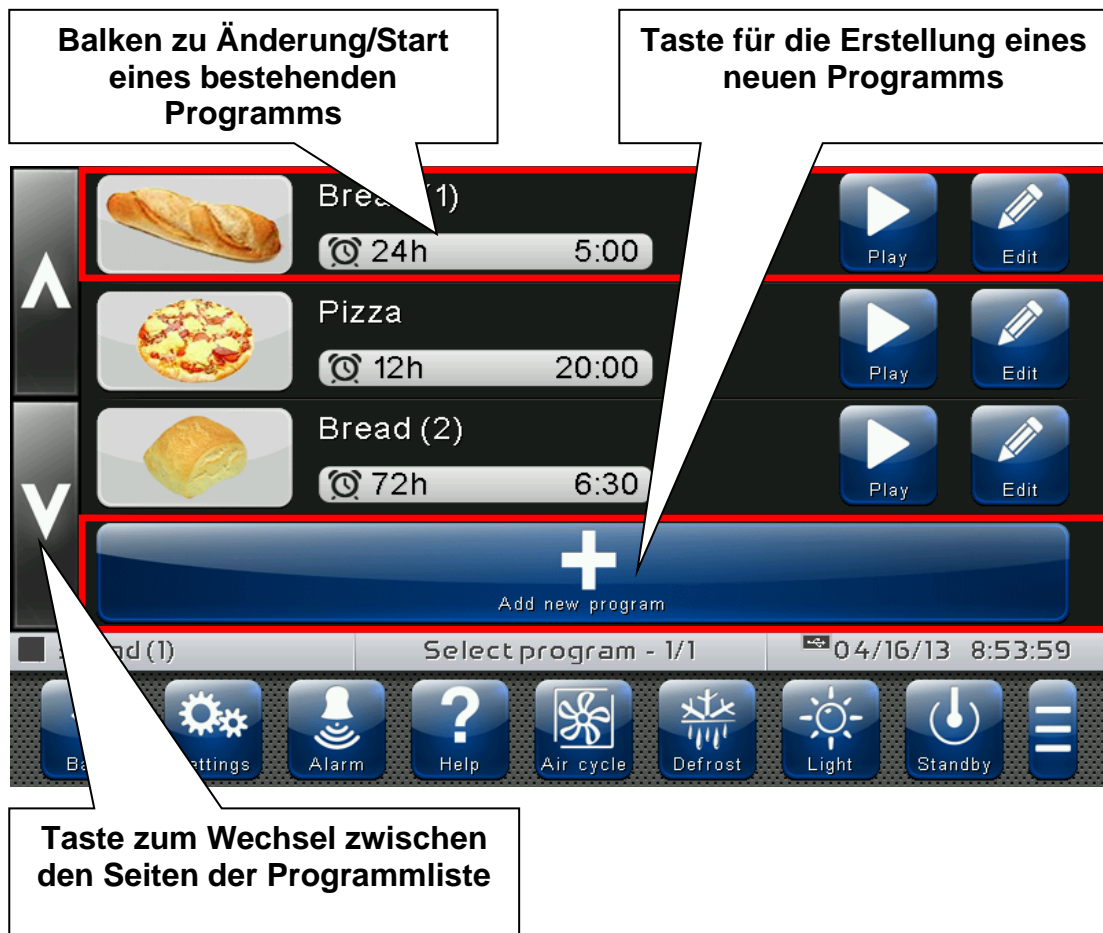 Balken zu Änderung/Start
eines bestehenden
Programms
Taste für die Erstellung eines
neuen Programms
1)
24h 5:00
Play
Edit
Pizza
12h 20:00
Play
Edit
Bread (2)
72h 6:30
Play
Edit
Add new program
(1)
Select program - 1/1
04/16/13 8:53:59
Alarm
Help
Air cycle
Defrost
Light
Standby
Taste zum Wechsel zwischen
den Seiten der Programmliste